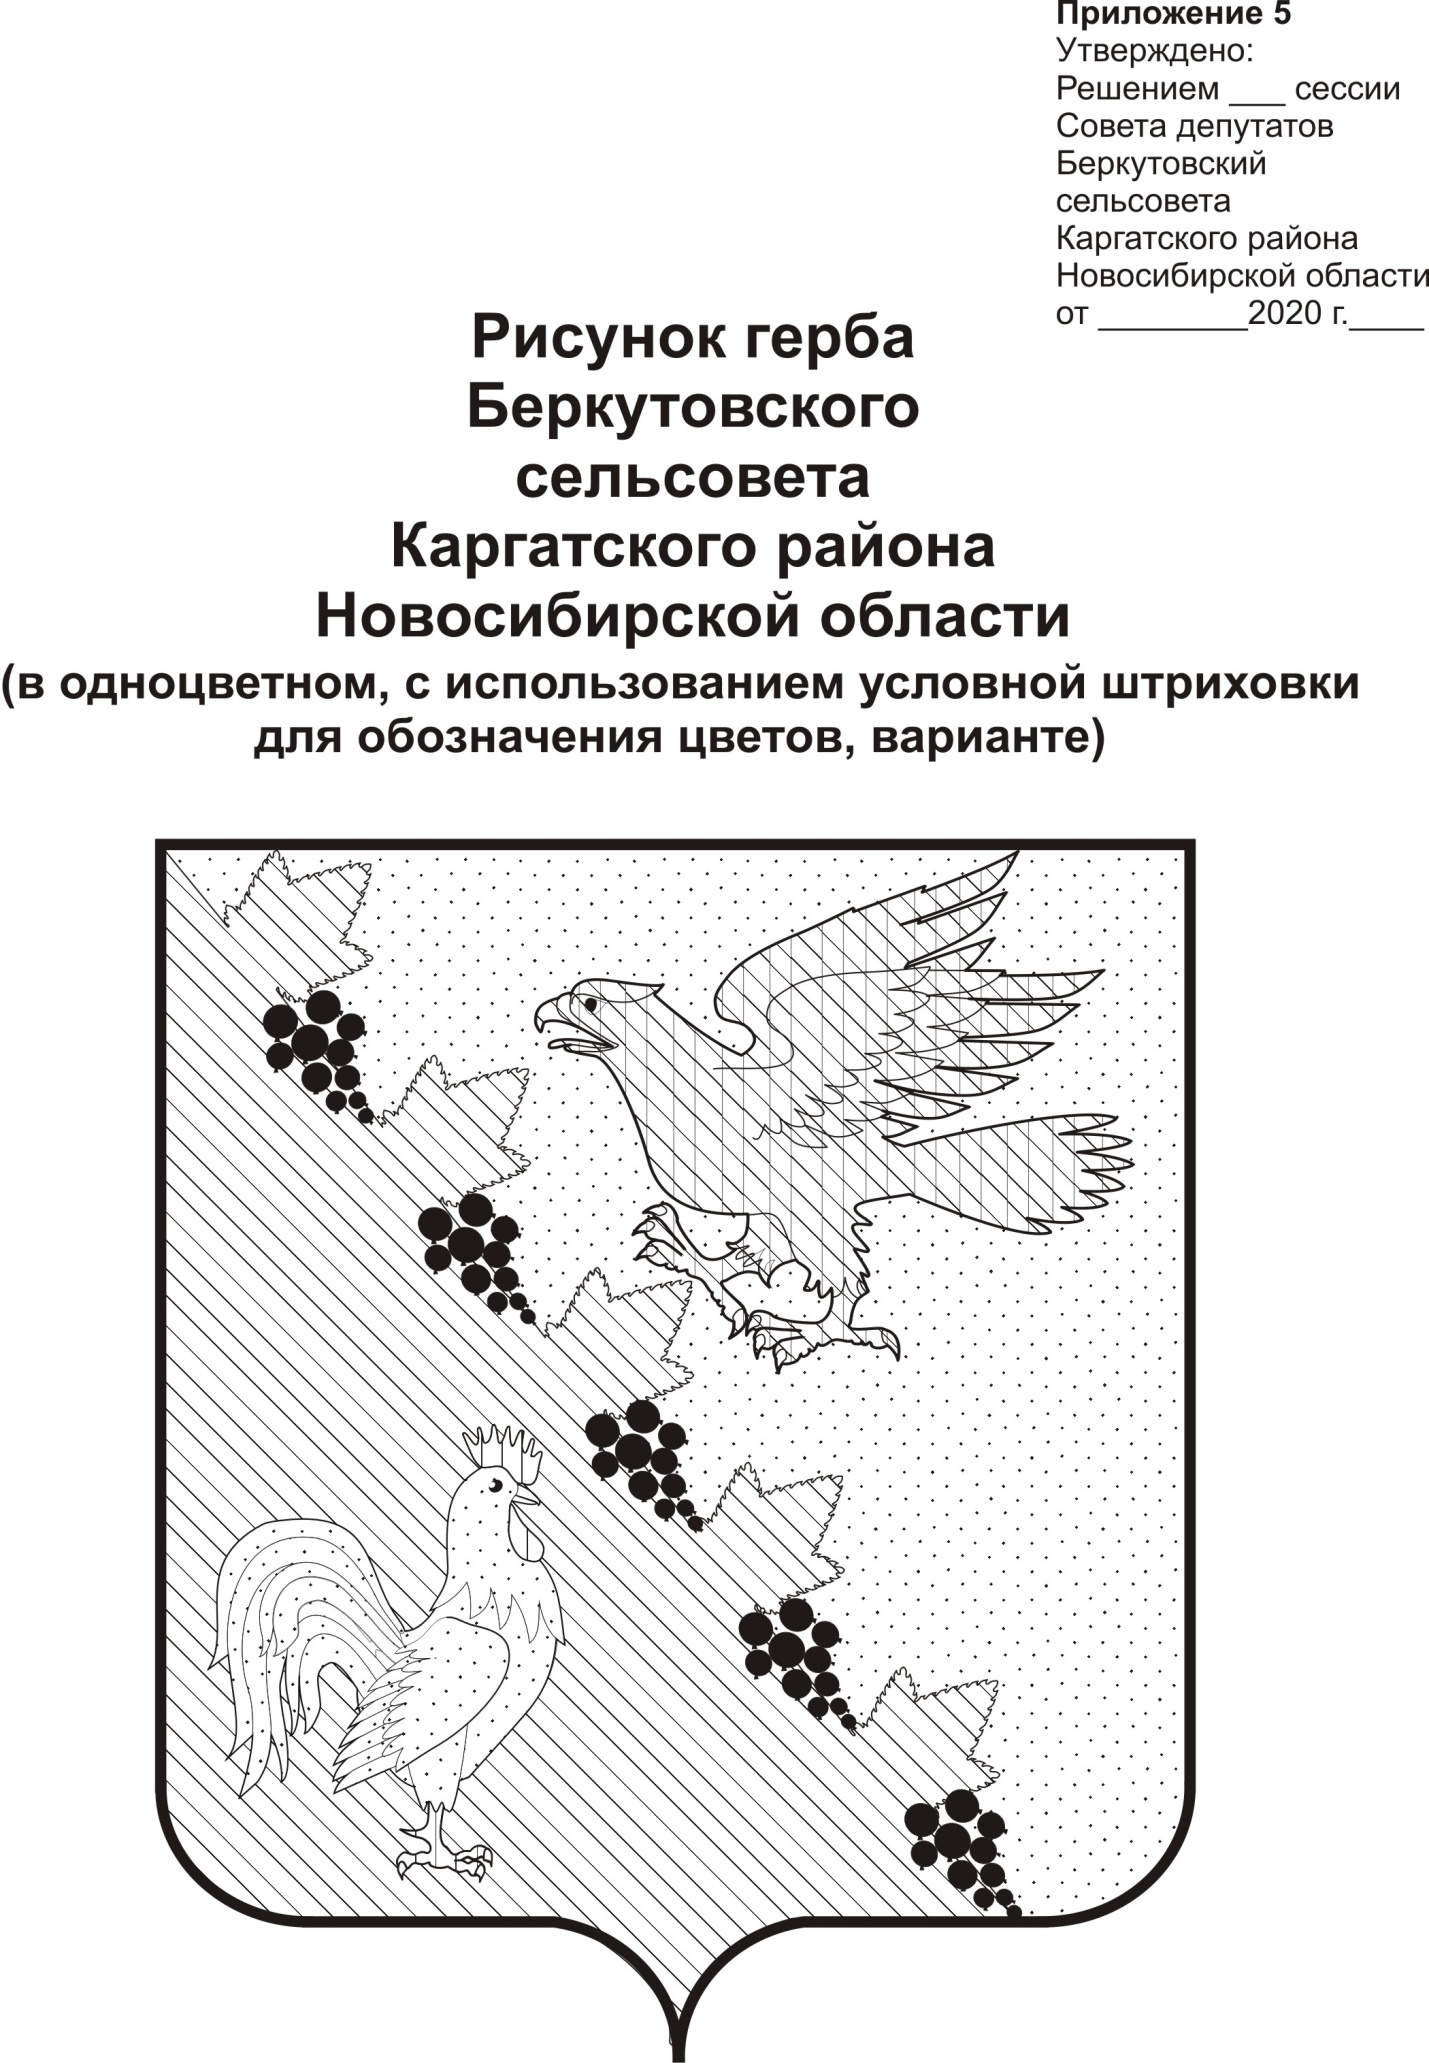 Приложение 5
Утверждено:
Решением ___ сессии
Совета депутатов
Беркутовский
сельсовета
Каргатского района
Новосибирской области
от ________2020 г.____
Рисунок герба
Беркутовского
сельсовета
Каргатского района
Новосибирской области
(в одноцветном, с использованием условной штриховки
для обозначения цветов, варианте)